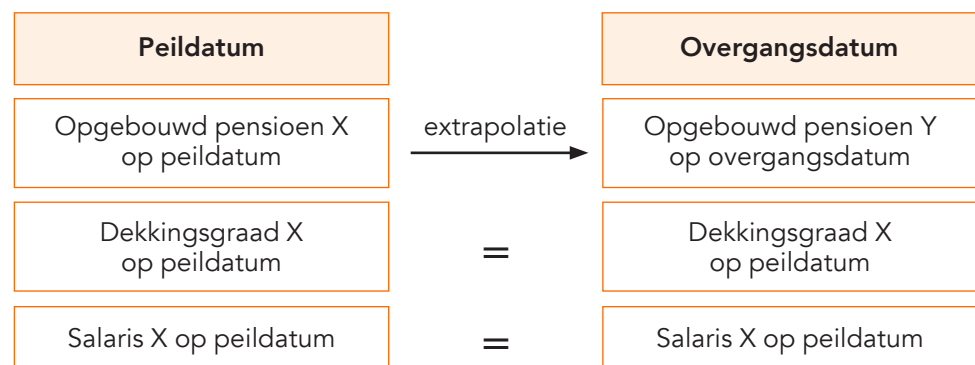 Peildatum
Overgangsdatum
Opgebouwd pensioen X
op peildatum
extrapolatie
Opgebouwd pensioen Y
op overgangsdatum
Dekkingsgraad X
op peildatum
=
Dekkingsgraad X
op peildatum
Salaris X op peildatum
=
Salaris X op peildatum